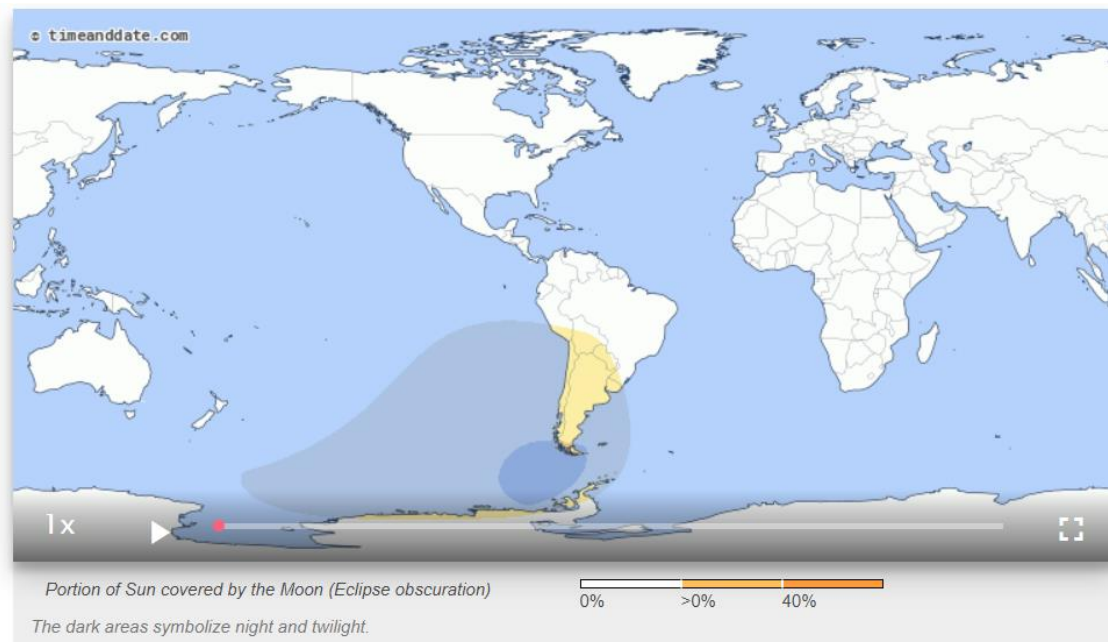 © timeanddate.com
1x
Portion of Sun covered by the Moon (Eclipse obscuration)
0% >0% 40%
The dark areas symbolize night and twilight.